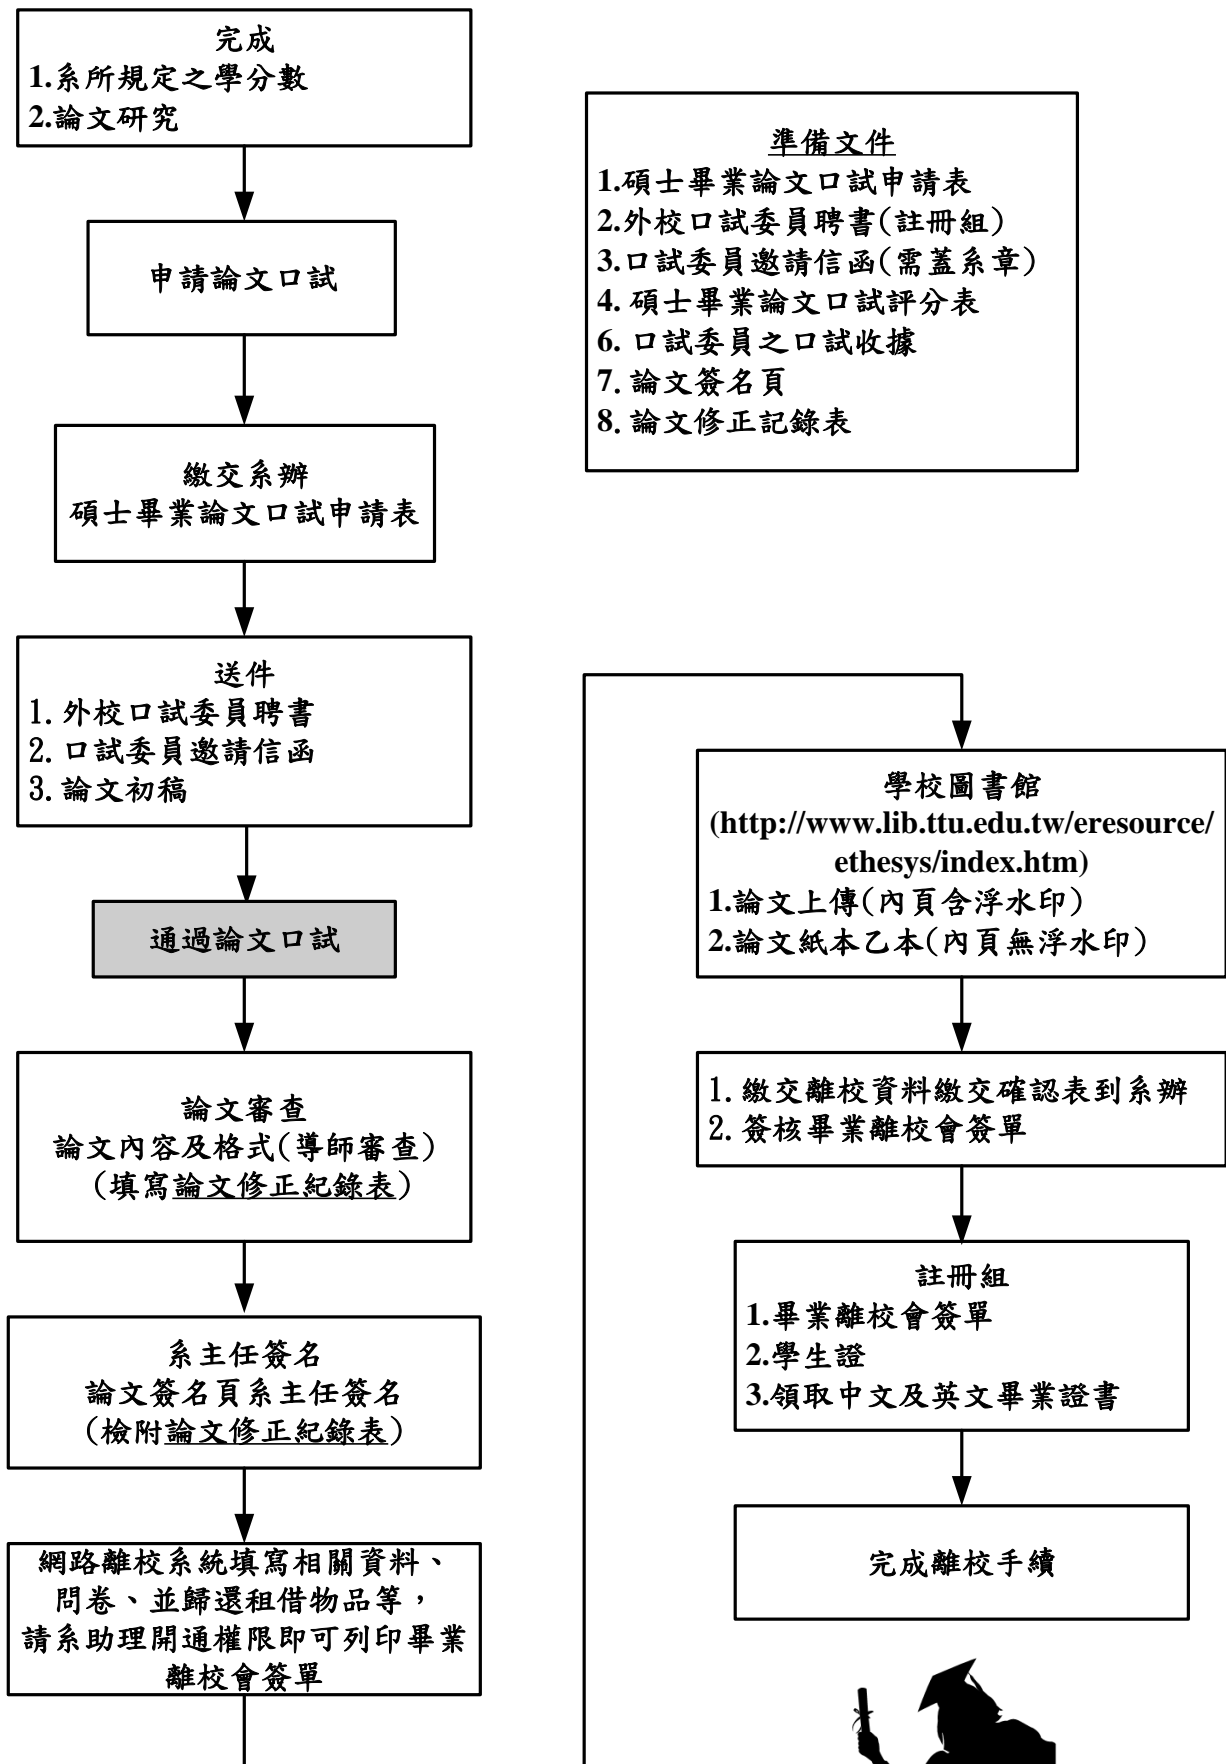 完成
1.系所規定之學分數
2.論文研究
申請論文口試
繳交系辦
碩士畢業論文口試申請表
送件
1. 外校口試委員聘書
2. 口試委員邀請信函
3. 論文初稿
通過論文口試
論文審查
論文內容及格式(導師審查)
(填寫論文修正紀錄表)
系主任簽名
論文簽名頁系主任簽名
(檢附論文修正紀錄表)
網路離校系統填寫相關資料、
問卷、並歸還租借物品等，
請系助理開通權限即可列印畢業
離校會簽單
準備文件
1.碩士畢業論文口試申請表
2.外校口試委員聘書(註冊組)
3.口試委員邀請信函(需蓋系章)
4. 碩士畢業論文口試評分表
6. 口試委員之口試收據
7. 論文簽名頁
8. 論文修正記錄表
學校圖書館
(http://www.lib.ttu.edu.tw/eresource/
ethesys/index.htm)
1.論文上傳(內頁含浮水印)
2.論文紙本乙本(內頁無浮水印)
1. 繳交離校資料繳交確認表到系辦
2. 簽核畢業離校會簽單
註冊組
1.畢業離校會簽單
2.學生證
3.領取中文及英文畢業證書
完成離校手續